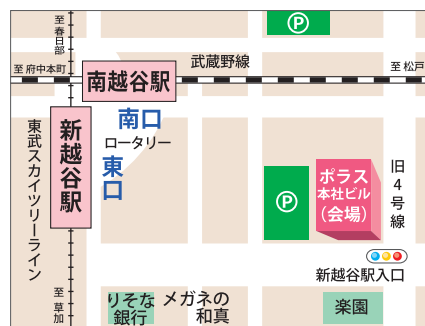 至春日部
P
武蔵野線
至 府中本町
至 松戸
南越谷駅
南口
ロータリー
新越谷駅
東口
東武スカイツリーライン
P
ポラス
本社ビル
(会場)
旧4号線
新越谷駅入口
至草加
りそな
銀行
メガネの
和真
楽園